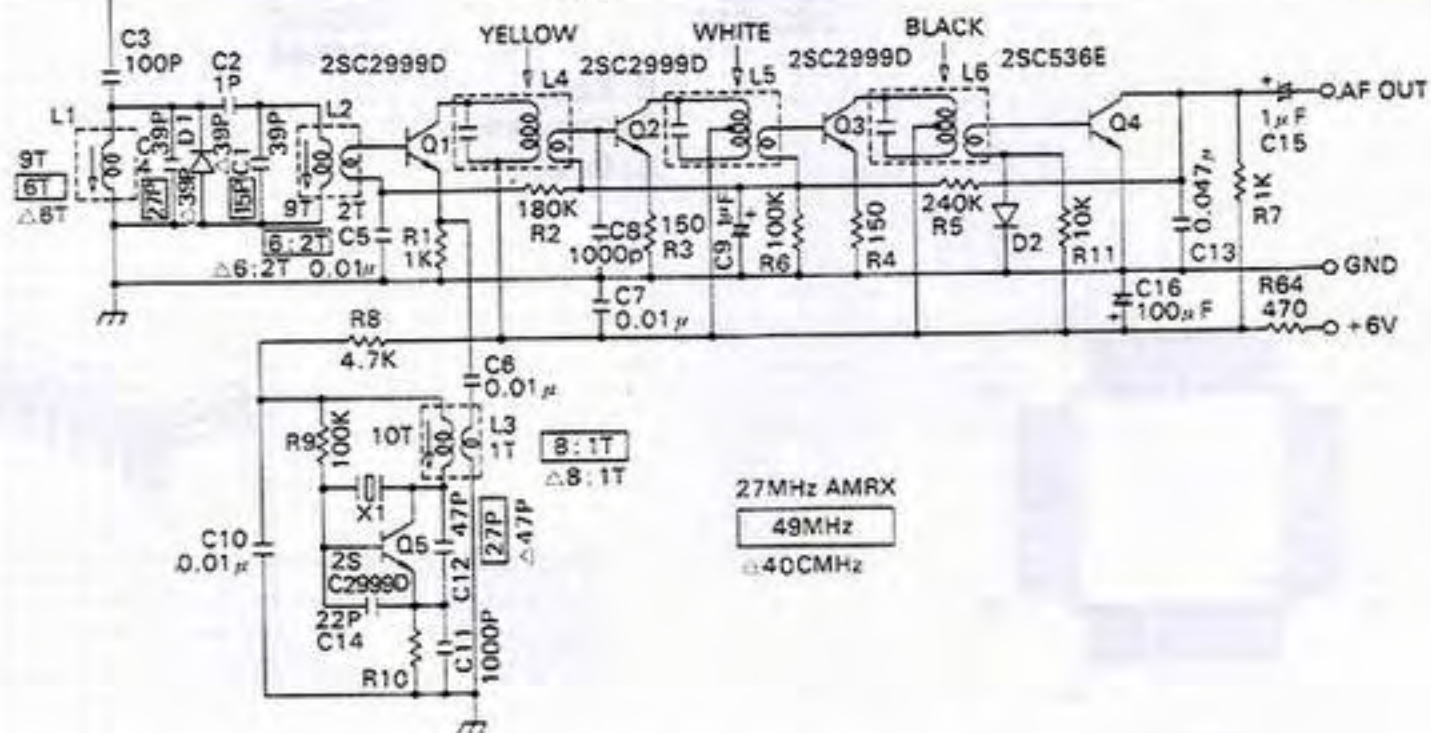 C3
100P
C2
1P
2SC2999D
YELLOW
L4
2SC2999D
WHITE
L5
2SC2999D
BLACK
L6
2SC536E
AF OUT
1μF
C15
L1
9T
6T
△6T
39P
27P
△39P
D1
△39P
C1
15P
39P
L2
9T
2T
6:2T
△6:2T
C5
0.01μ
Q1
R1
1K
180K
R2
C8
1000p
Q2
150
R3
C9 1μF
100K
R6
Q3
150
R4
240K
R5
D2
10K
R11
Q4
0.047μ
C13
1K
R7
GND
C7
0.01μ
C16
100μF
R64
470
+6V
R8
4.7K
C6
0.01μ
R9
100K
10T
L3
1T
8:1T
△8:1T
X1
47P
27P
△47P
C10
0.01μ
Q5
2S
C2999D
C12
22P
C14
R10
C11
1000P
27MHz AMRX
49MHz
△40CMHz